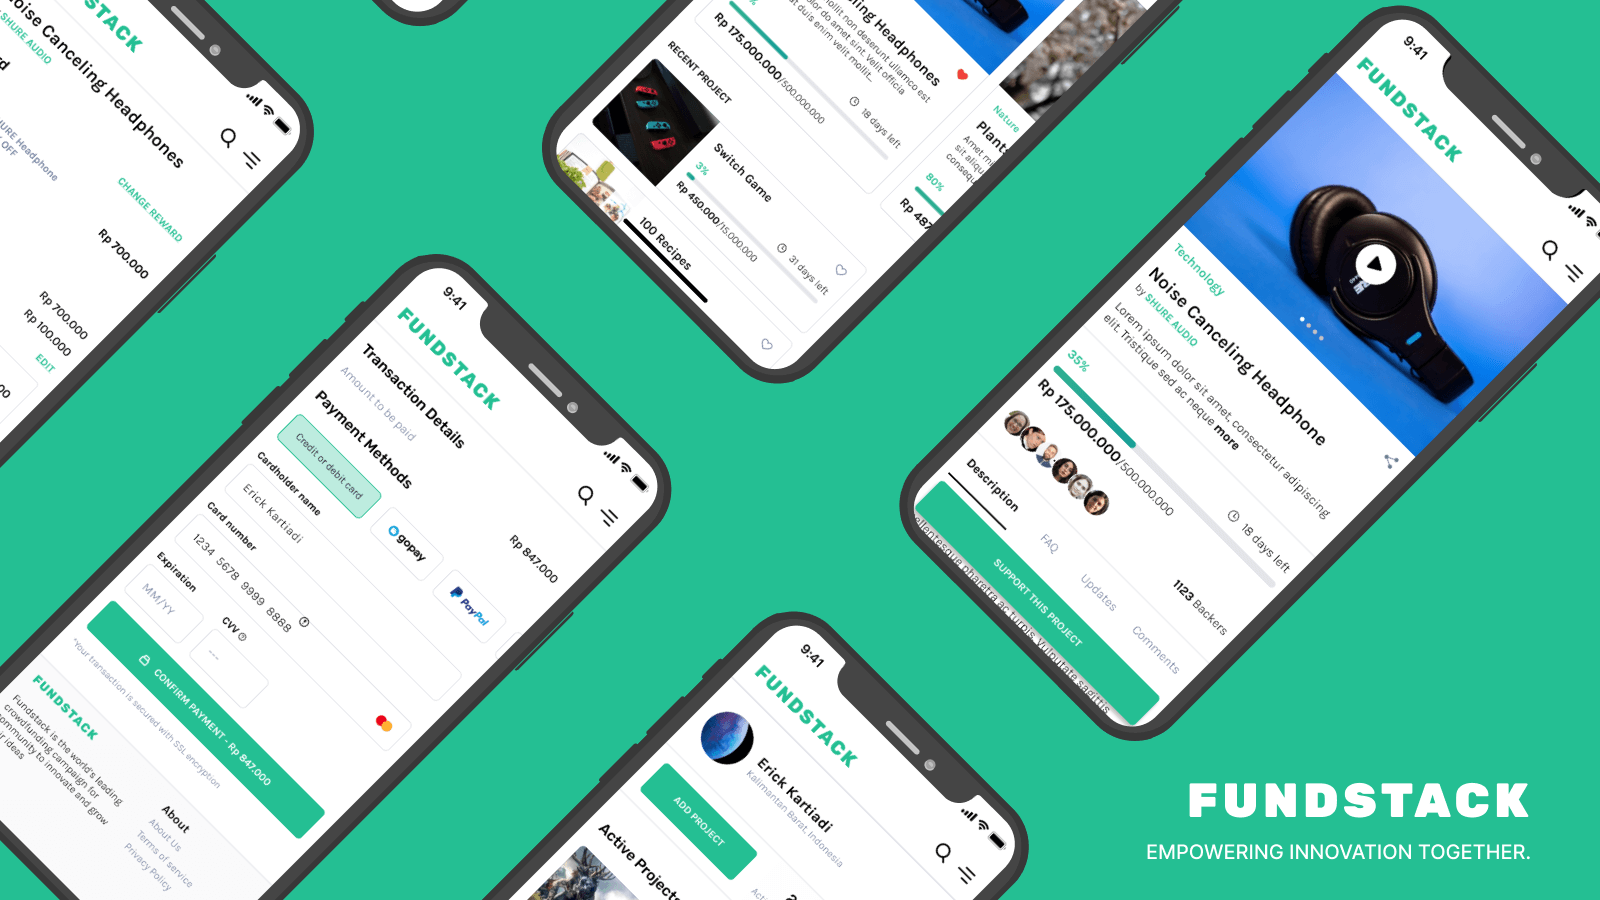 STACK
Noise Canceling Headphones
SHURE AUDIO
Headphone
OFF
CHANGE REWARD
Rp 700.000
Rp 700.000
Rp 100.000
EDIT
9:41
FUNDSTACK
Transaction Details
Amount to be paid
Rp 847.000
Payment Methods
Credit or debit card
gopay
PayPal
Cardholder name
Erick Kartiadi
Card number
1234 5678 9999 8888
Expiration
CVV
MM/YY
---
CONFIRM PAYMENT - Rp 847.000
*Your transaction is secured with SSL encryption
FUNDSTACK
Fundstack is the world's leading
crowdfunding campaign for
community to innovate and grow
ideas
About
About Us
Terms of service
Privacy Policy
Headphones
mollit non deserunt ullamco est
dolor do amet sint. Velit officia
duis enim velit mollit...
Rp 175.000.000/500.000.000
18 days left
Nature
Plants
Amet
sit aliqu
consequ
80%
Rp 487
RECENT PROJECT
Switch Game
3%
Rp 450.000/15.000.000
31 days left
100 Recipes
9:41
FUNDSTACK
Erick Kartiadi
Kalimantan Barat, Indonesia
ADD PROJECT
Active Projects
9:41
FUNDSTACK
Technology
Noise Canceling Headphone
by SHURE AUDIO
Lorem ipsum dolor sit amet, consectetur adipiscing
elit. Tristique sed ac neque more
35%
Rp 175.000.000/500.000.000
18 days left
1123 Backers
Description
FAQ
Updates
Comments
SUPPORT THIS PROJECT
pharetra ac turpis. Vulputate sagittis
FUNDSTACK
EMPOWERING INNOVATION TOGETHER.